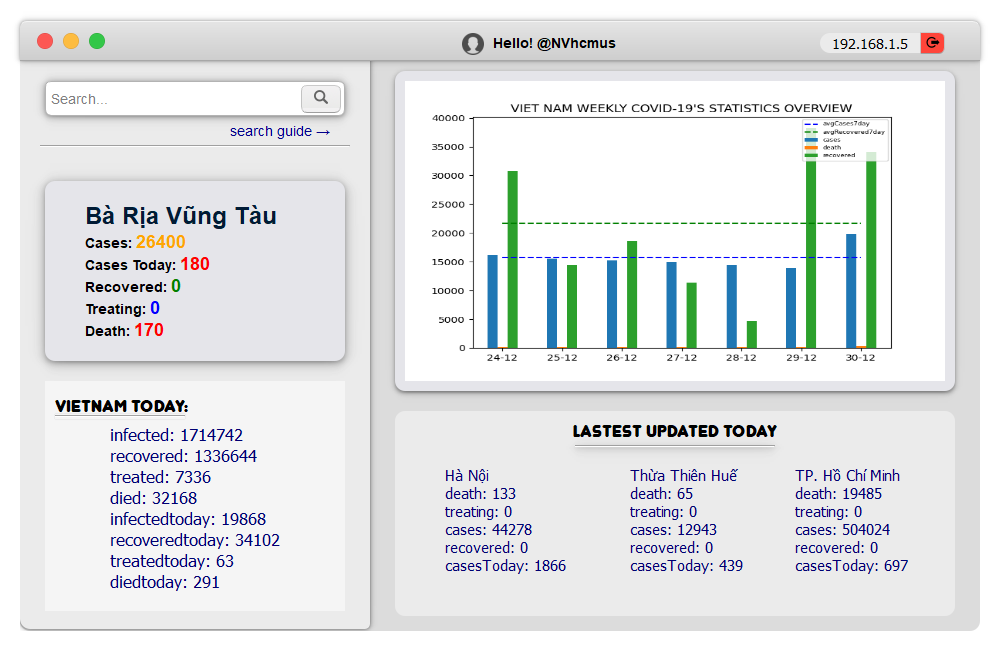 Hello! @NVhcmus
192.168.1.5
Search...
search guide →
Bà Rịa Vũng Tàu
Cases: 26400
Cases Today: 180
Recovered: 0
Treating: 0
Death: 170
VIETNAM TODAY:
infected: 1714742
recovered: 1336644
treated: 7336
died: 32168
infectedtoday: 19868
recoveredtoday: 34102
treatedtoday: 63
diedtoday: 291
VIET NAM WEEKLY COVID-19'S STATISTICS OVERVIEW
40000
35000
30000
25000
20000
15000
10000
5000
0
24-12 25-12 26-12 27-12 28-12 29-12 30-12
avgCases7day
avgRecovered7day
cases
death
recovered
LASTEST UPDATED TODAY
Hà Nội
death: 133
treating: 0
cases: 44278
recovered: 0
casesToday: 1866
Thừa Thiên Huế
death: 65
treating: 0
cases: 12943
recovered: 0
casesToday: 439
TP. Hồ Chí Minh
death: 19485
treating: 0
cases: 504024
recovered: 0
casesToday: 697